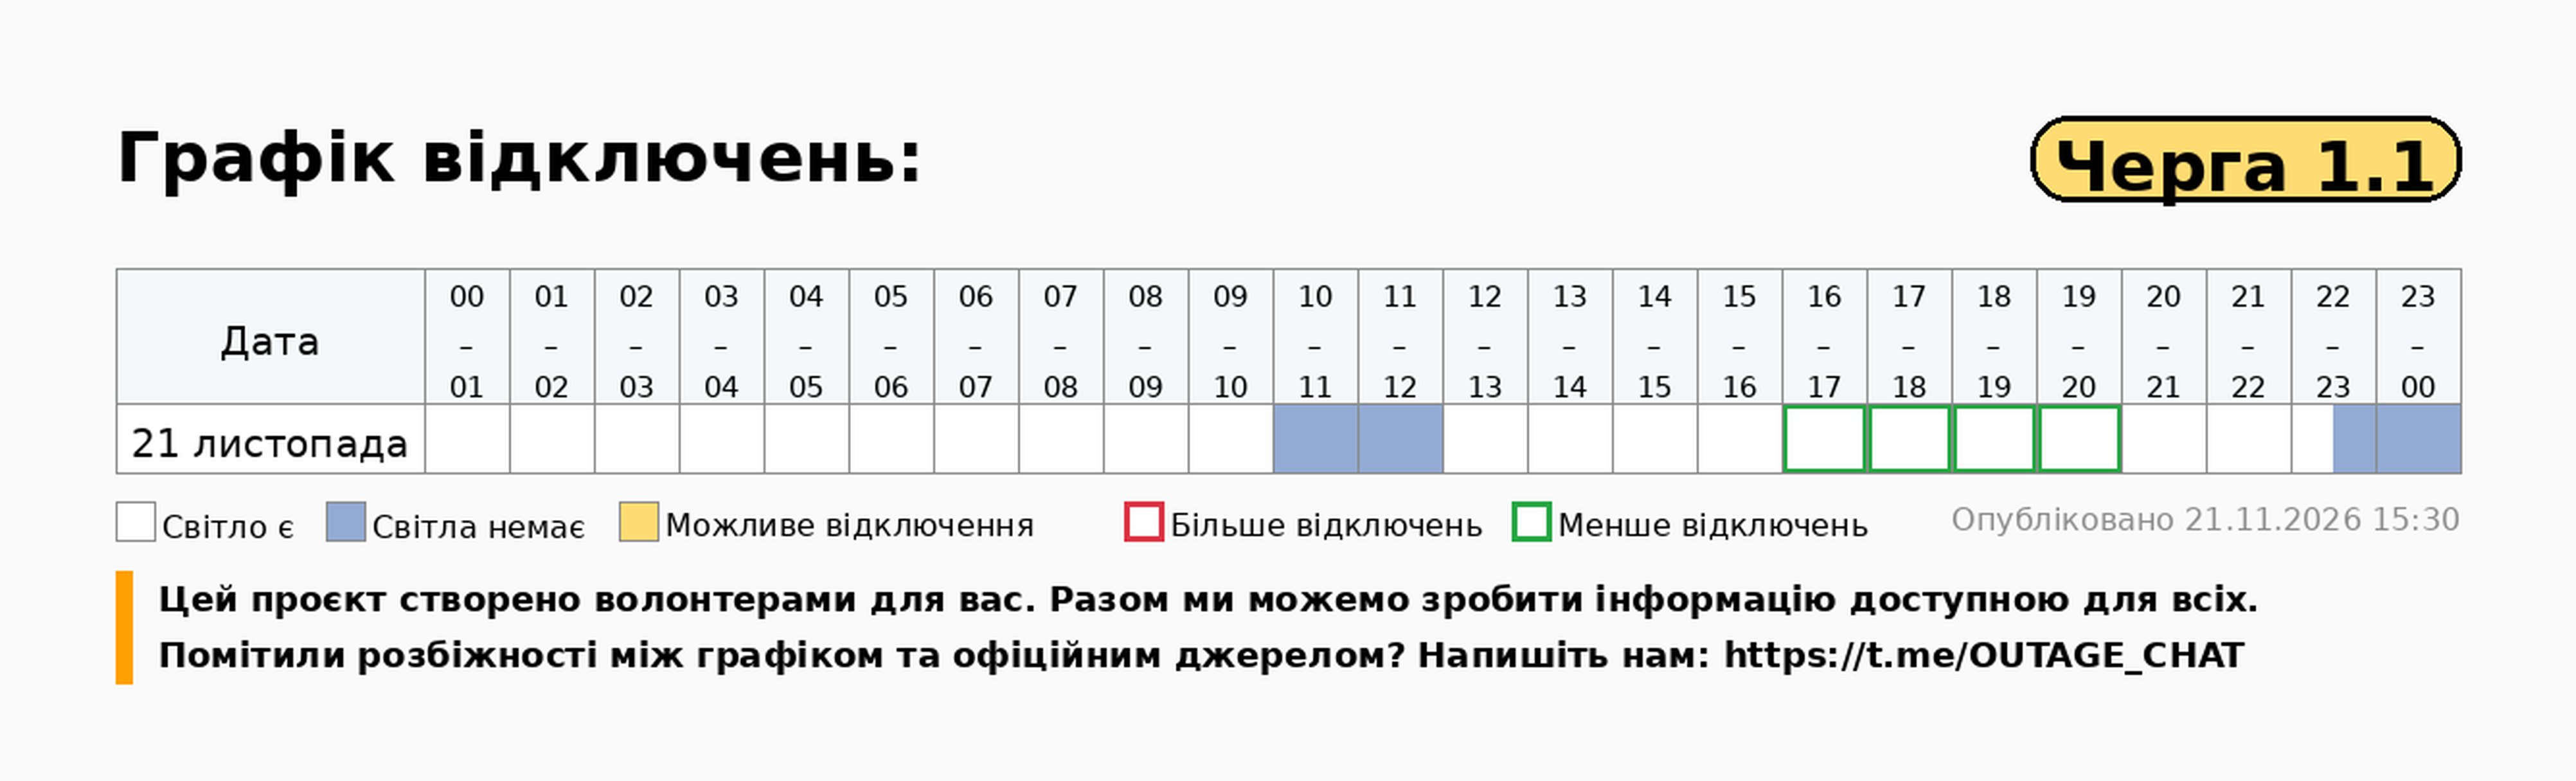 Графік відключень:
Черга 1.1
Дата 00 – 01 01 – 02 02 – 03 03 – 04 04 – 05 05 – 06 06 – 07 07 – 08 08 – 09 09 – 10 10 – 11 11 – 12 12 – 13 13 – 14 14 – 15 15 – 16 16 – 17 17 – 18 18 – 19 19 – 20 20 – 21 21 – 22 22 – 23 23 – 00
21 листопада
Світло є Світла немає Можливе відключення Більше відключень Менше відключень Опубліковано 21.11.2026 15:30
Цей проєкт створено волонтерами для вас. Разом ми можемо зробити інформацію доступною для всіх.
Помітили розбіжності між графіком та офіційним джерелом? Напишіть нам: https://t.me/OUTAGE_CHAT